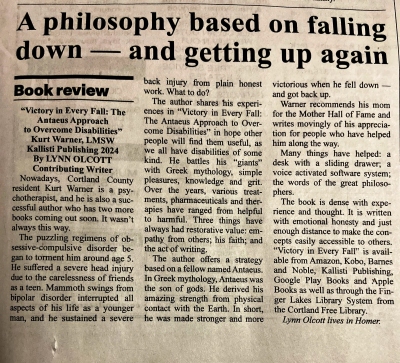 A philosophy based on falling
down — and getting up again
Book review
"Victory in Every Fall: The
Antaeus Approach
to Overcome Disabilities"
Kurt Warner, LMSW
Kallisti Publishing 2024
By LYNN OLCOTT
Contributing Writer
Nowadays, Cortland County
resident Kurt Warner is a psy-
chotherapist, and he is also a suc-
cessful author who has two more
books coming out soon. It wasn't
always this way.
The puzzling regimens of ob-
sessive-compulsive disorder be-
gan to torment him around age 5.
He suffered a severe head injury
due to the carelessness of friends
as a teen. Mammoth swings from
bipolar disorder interrupted all
aspects of his life as a younger
man, and he sustained a severe
back injury from plain honest
work. What to do?
The author shares his experi-
ences in "Victory in Every Fall:
The Antaeus Approach to Over-
come Disabilities" in hope other
people will find them useful, as
we all have disabilities of some
kind. He battles his "giants"
with Greek mythology, simple
pleasures, knowledge and grit.
Over the years, various treat-
ments, pharmaceuticals and ther-
apies have ranged from helpful
to harmful. Three things have
always had restorative value: em-
pathy from others; his faith; and
the act of writing.
The author offers a strategy
based on a fellow named Antaeus.
In Greek mythology, Antaeus was
the son of gods. He derived his
amazing strength from physical
contact with the Earth. In short,
he was made stronger and more
victorious when he fell down —
and got back up.
Warner recommends his mom
for the Mother Hall of Fame and
writes movingly of his apprecia-
tion for people who have helped
him along the way.
Many things have helped: a
desk with a sliding drawer; a
voice activated software system;
the words of the great philoso-
phers.
The book is dense with expe-
rience and thought. It is written
with emotional honesty and just
enough distance to make the con-
cepts easily accessible to others.
"Victory in Every Fall" is avail-
able from Amazon, Kobo, Barnes
and Noble, Kallisti Publishing,
Google Play Books and Apple
Books as well as through the Fin-
ger Lakes Library System from
the Cortland Free Library.
Lynn Olcott lives in Homer.